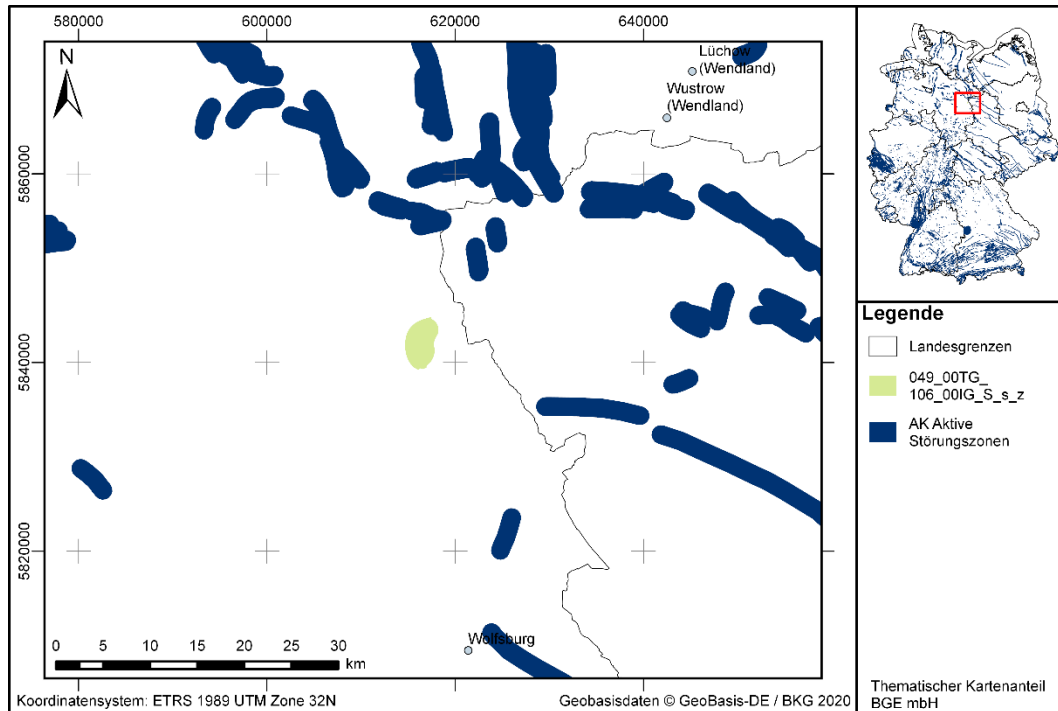 580000
600000
620000
640000
N
Lüchow
(Wendland)
Wustrow
(Wendland)
5860000
5840000
5820000
Wolfsburg
0
5
10
15
20
25
30
km
Koordinatensystem: ETRS 1989 UTM Zone 32N
Geobasisdaten © GeoBasis-DE / BKG 2020
Legende
Landesgrenzen
049_00TG_
106_00IG_S_s_z
AK Aktive
Störungszonen
Thematischer Kartenanteil
BGE mbH